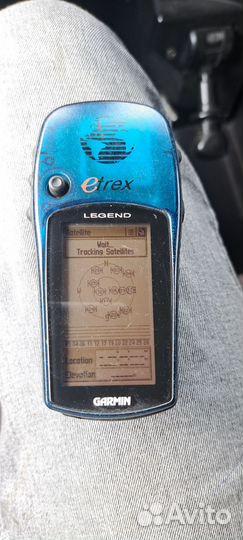 etrex
LEGEND
Satellite
Wait...
Tracking Satellites
Location
Elevation
GARMIN
Avito